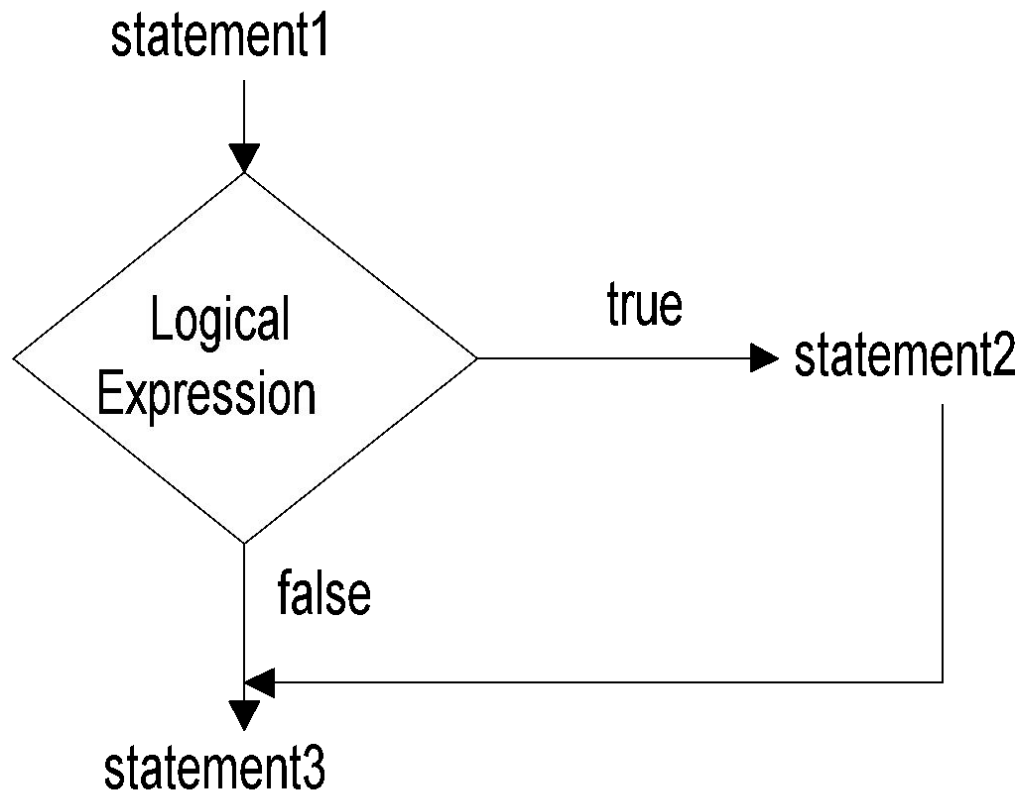 statement1
Logical
Expression
true
statement2
false
statement3